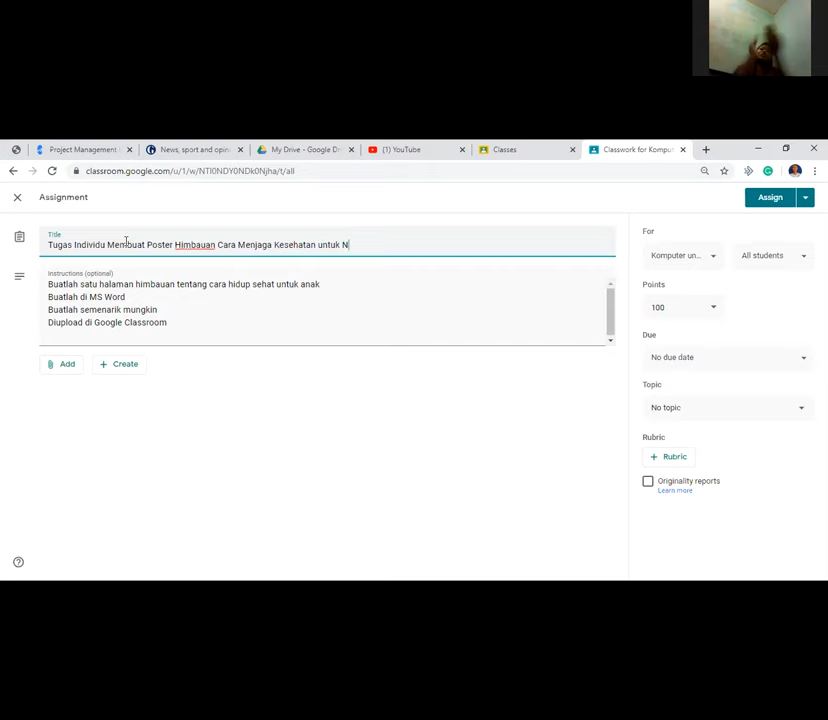 Project Management
News, sport and opin
My Drive - Google Dr
(1) YouTube
Classes
Classwork for Komput
classroom.google.com/u/1/w/NTI0NDY0NDk0Njha/t/all
Assignment
Assign
Title
Tugas Individu Membuat Poster Himbauan Cara Menjaga Kesehatan untuk N
Instructions (optional)
Buatlah satu halaman himbauan tentang cara hidup sehat untuk anak
Buatlah di MS Word
Buatlah semenarik mungkin
Diupload di Google Classroom
Add
Create
For
Komputer un...
All students
Points
100
Due
No due date
Topic
No topic
Rubric
+ Rubric
Originality reports
Learn more